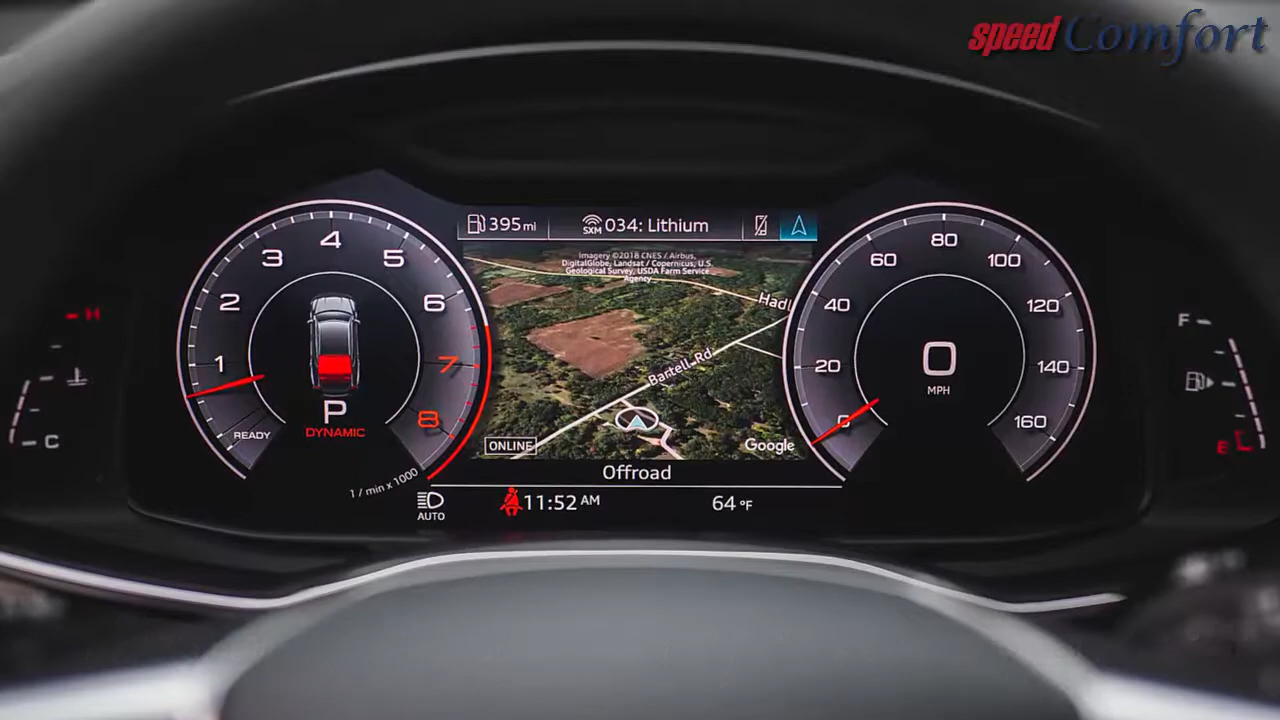 speed Comfort
395 mi
SXM 034: Lithium
Imagery ©2018 CNES / Airbus,
DigitalGlobe, Landsat / Copernicus, U.S.
Geological Survey, USDA Farm Service
Agency
Hadl
Bartell Rd
ONLINE
Google
Offroad
1
2
3
4
5
6
7
8
READY
P
DYNAMIC
1 / min x 1000
0
20
40
60
80
100
120
140
160
0
MPH
H
C
F
E
AUTO
11:52 AM
64 °F